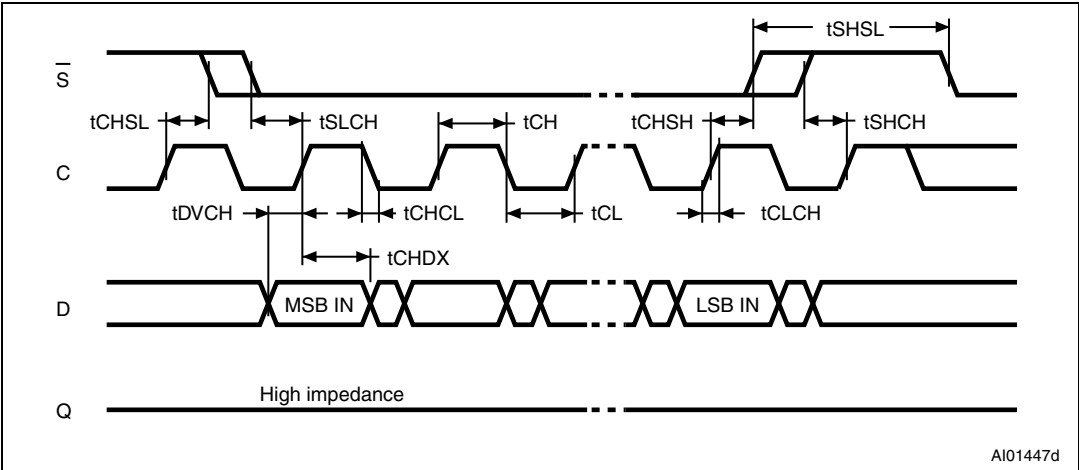 tSHSL
S̅
tCHSL
tSLCH
tCH
tCHSH
tSHCH
C
tDVCH
tCHCL
tCL
tCLCH
tCHDX
D
MSB IN
LSB IN
High impedance
Q
AI01447d